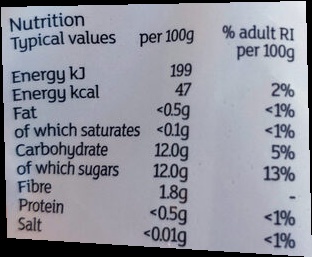 Nutrition
Typical values per 100g % adult RI per 100g
Energy kJ 199
Energy kcal 47 2%
Fat <0.5g <1%
of which saturates <0.1g <1%
Carbohydrate 12.0g 5%
of which sugars 12.0g 13%
Fibre 1.8g -
Protein <0.5g <1%
Salt <0.01g <1%